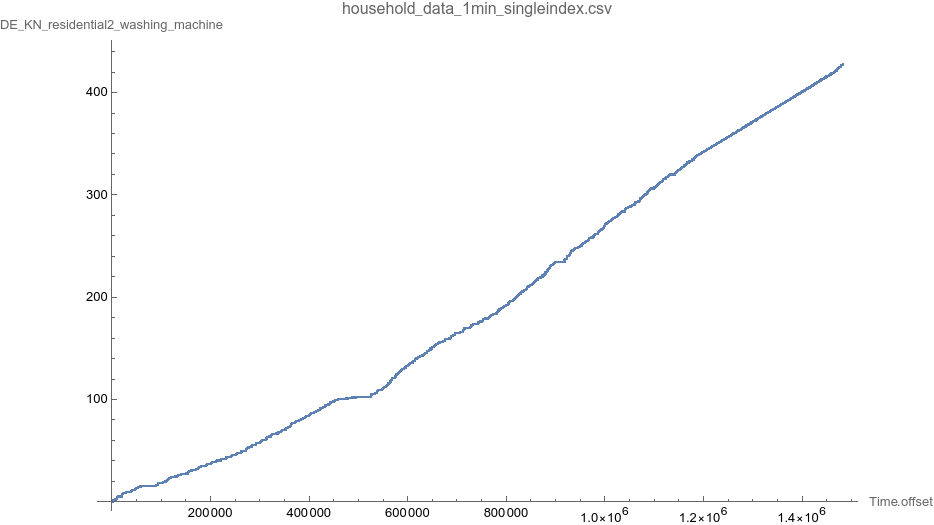 household_data_1min_singleindex.csv
DE_KN_residential2_washing_machine
400
300
200
100
200000 400000 600000 800000 1.0×10⁶ 1.2×10⁶ 1.4×10⁶
Time.offset